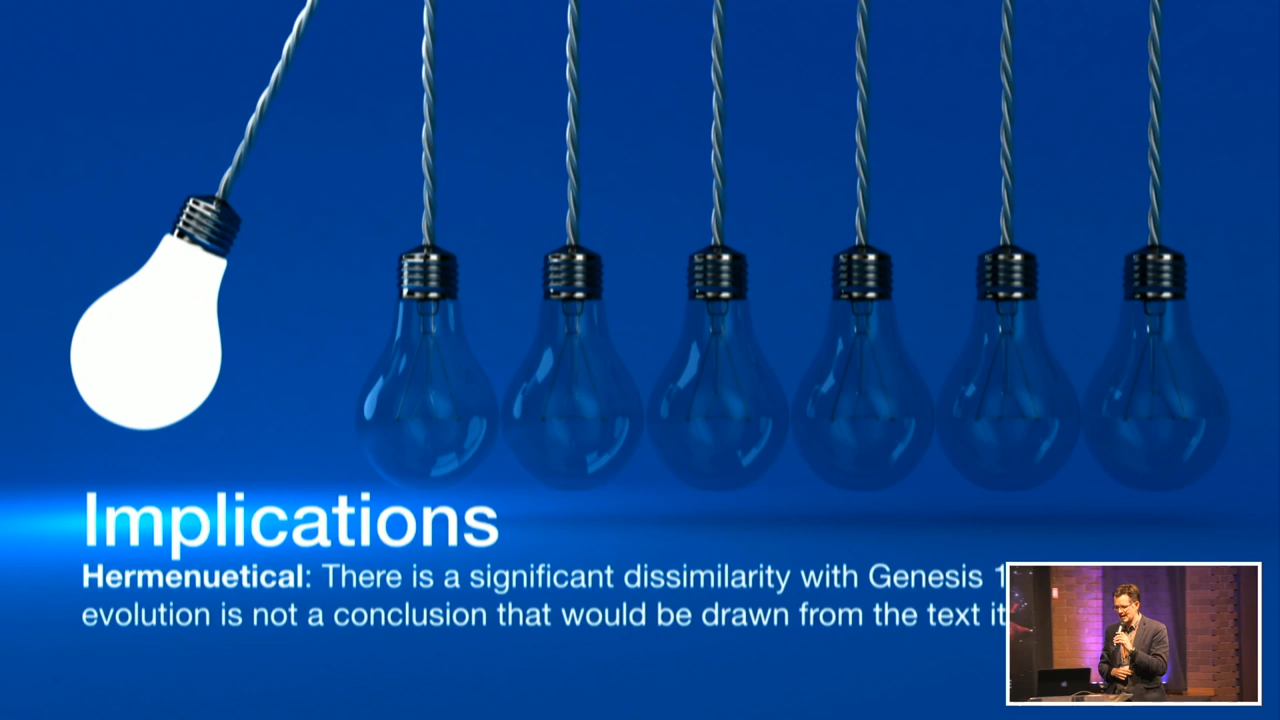 Implications
Hermenuetical: There is a significant dissimilarity with Genesis 1
evolution is not a conclusion that would be drawn from the text it